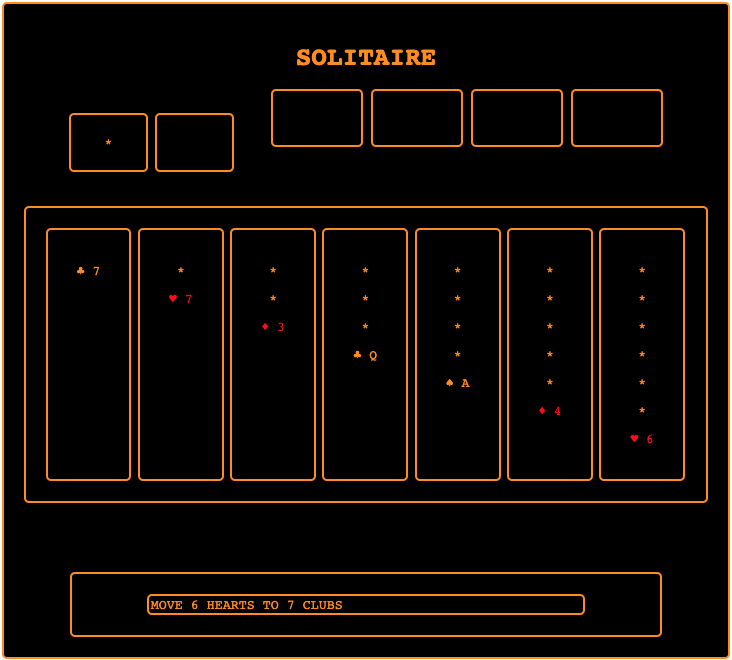 SOLITAIRE
*
♣ 7 * * * * * *
♥ 7 * * * * *
♦ 3 * * * *
♣ Q * * *
♠ A * *
♦ 4 *
♥ 6
MOVE 6 HEARTS TO 7 CLUBS